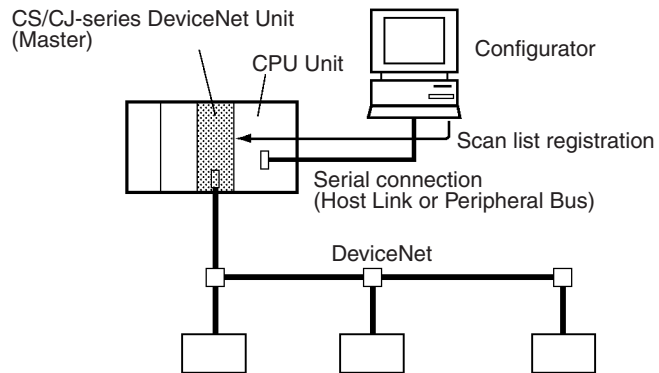 CS/CJ-series DeviceNet Unit
(Master)
CPU Unit
Configurator
Scan list registration
Serial connection
(Host Link or Peripheral Bus)
DeviceNet